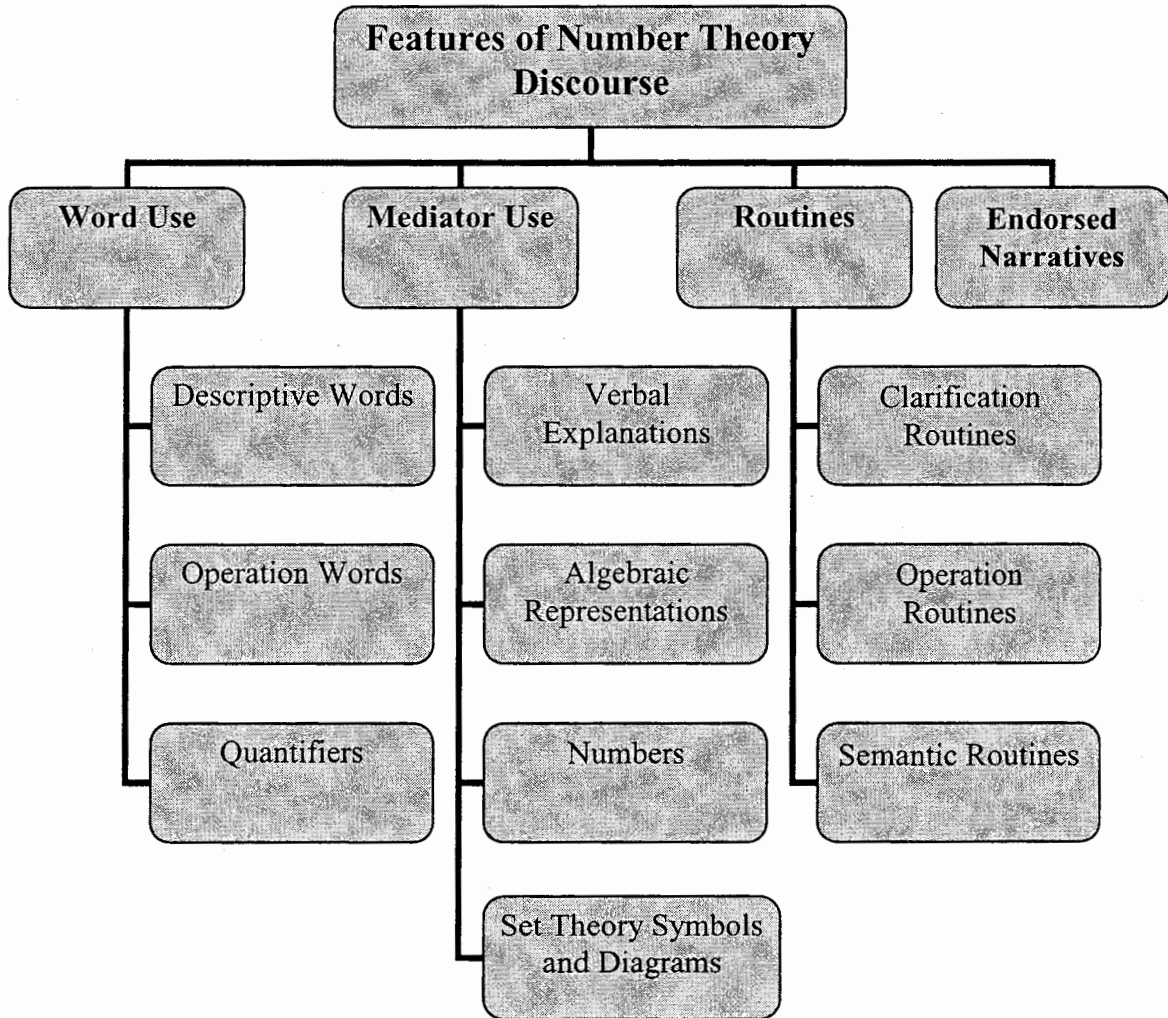 Features of Number Theory
Discourse
Word Use
Mediator Use
Routines
Endorsed
Narratives
Descriptive Words
Verbal
Explanations
Clarification
Routines
Operation Words
Algebraic
Representations
Operation
Routines
Quantifiers
Numbers
Semantic Routines
Set Theory Symbols
and Diagrams